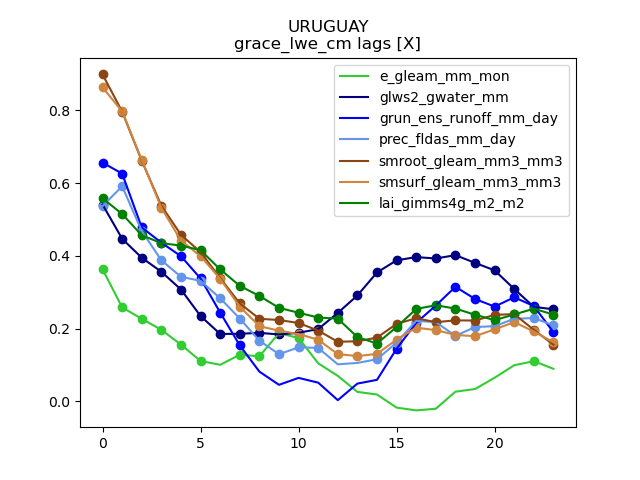 URUGUAY
grace_lwe_cm lags [X]
e_gleam_mm_mon
glws2_gwater_mm
grun_ens_runoff_mm_day
prec_fldas_mm_day
smroot_gleam_mm3_mm3
smsurf_gleam_mm3_mm3
lai_gimms4g_m2_m2
0.8
0.6
0.4
0.2
0.0
0
5
10
15
20